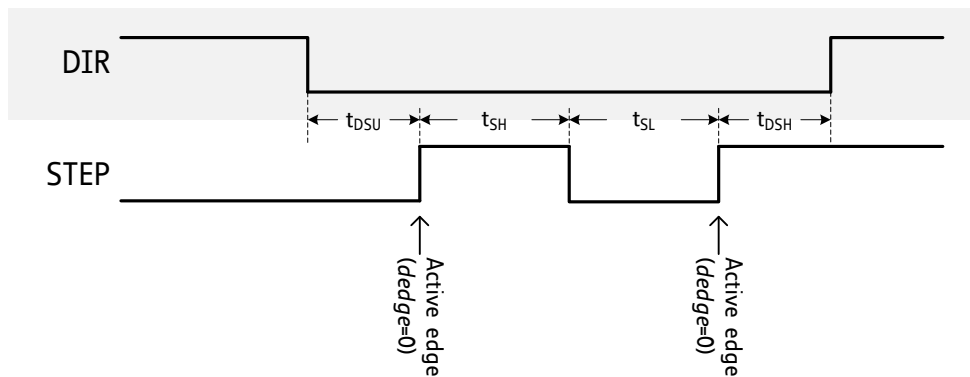 DIR
tDSU
tSH
tSL
tDSH
STEP
Active edge
(dedge=0)
Active edge
(dedge=0)